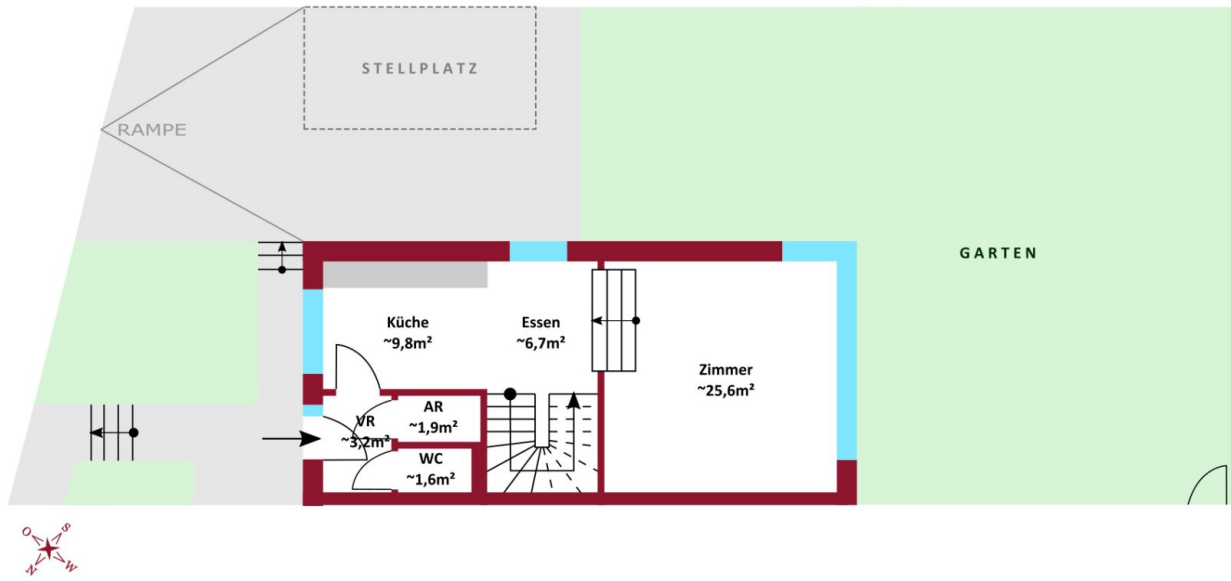 STELLPLATZ
RAMPE
GARTEN
Küche
~9,8m²
Essen
~6,7m²
Zimmer
~25,6m²
VR
~3,2m²
AR
~1,9m²
WC
~1,6m²
O
S
N
W